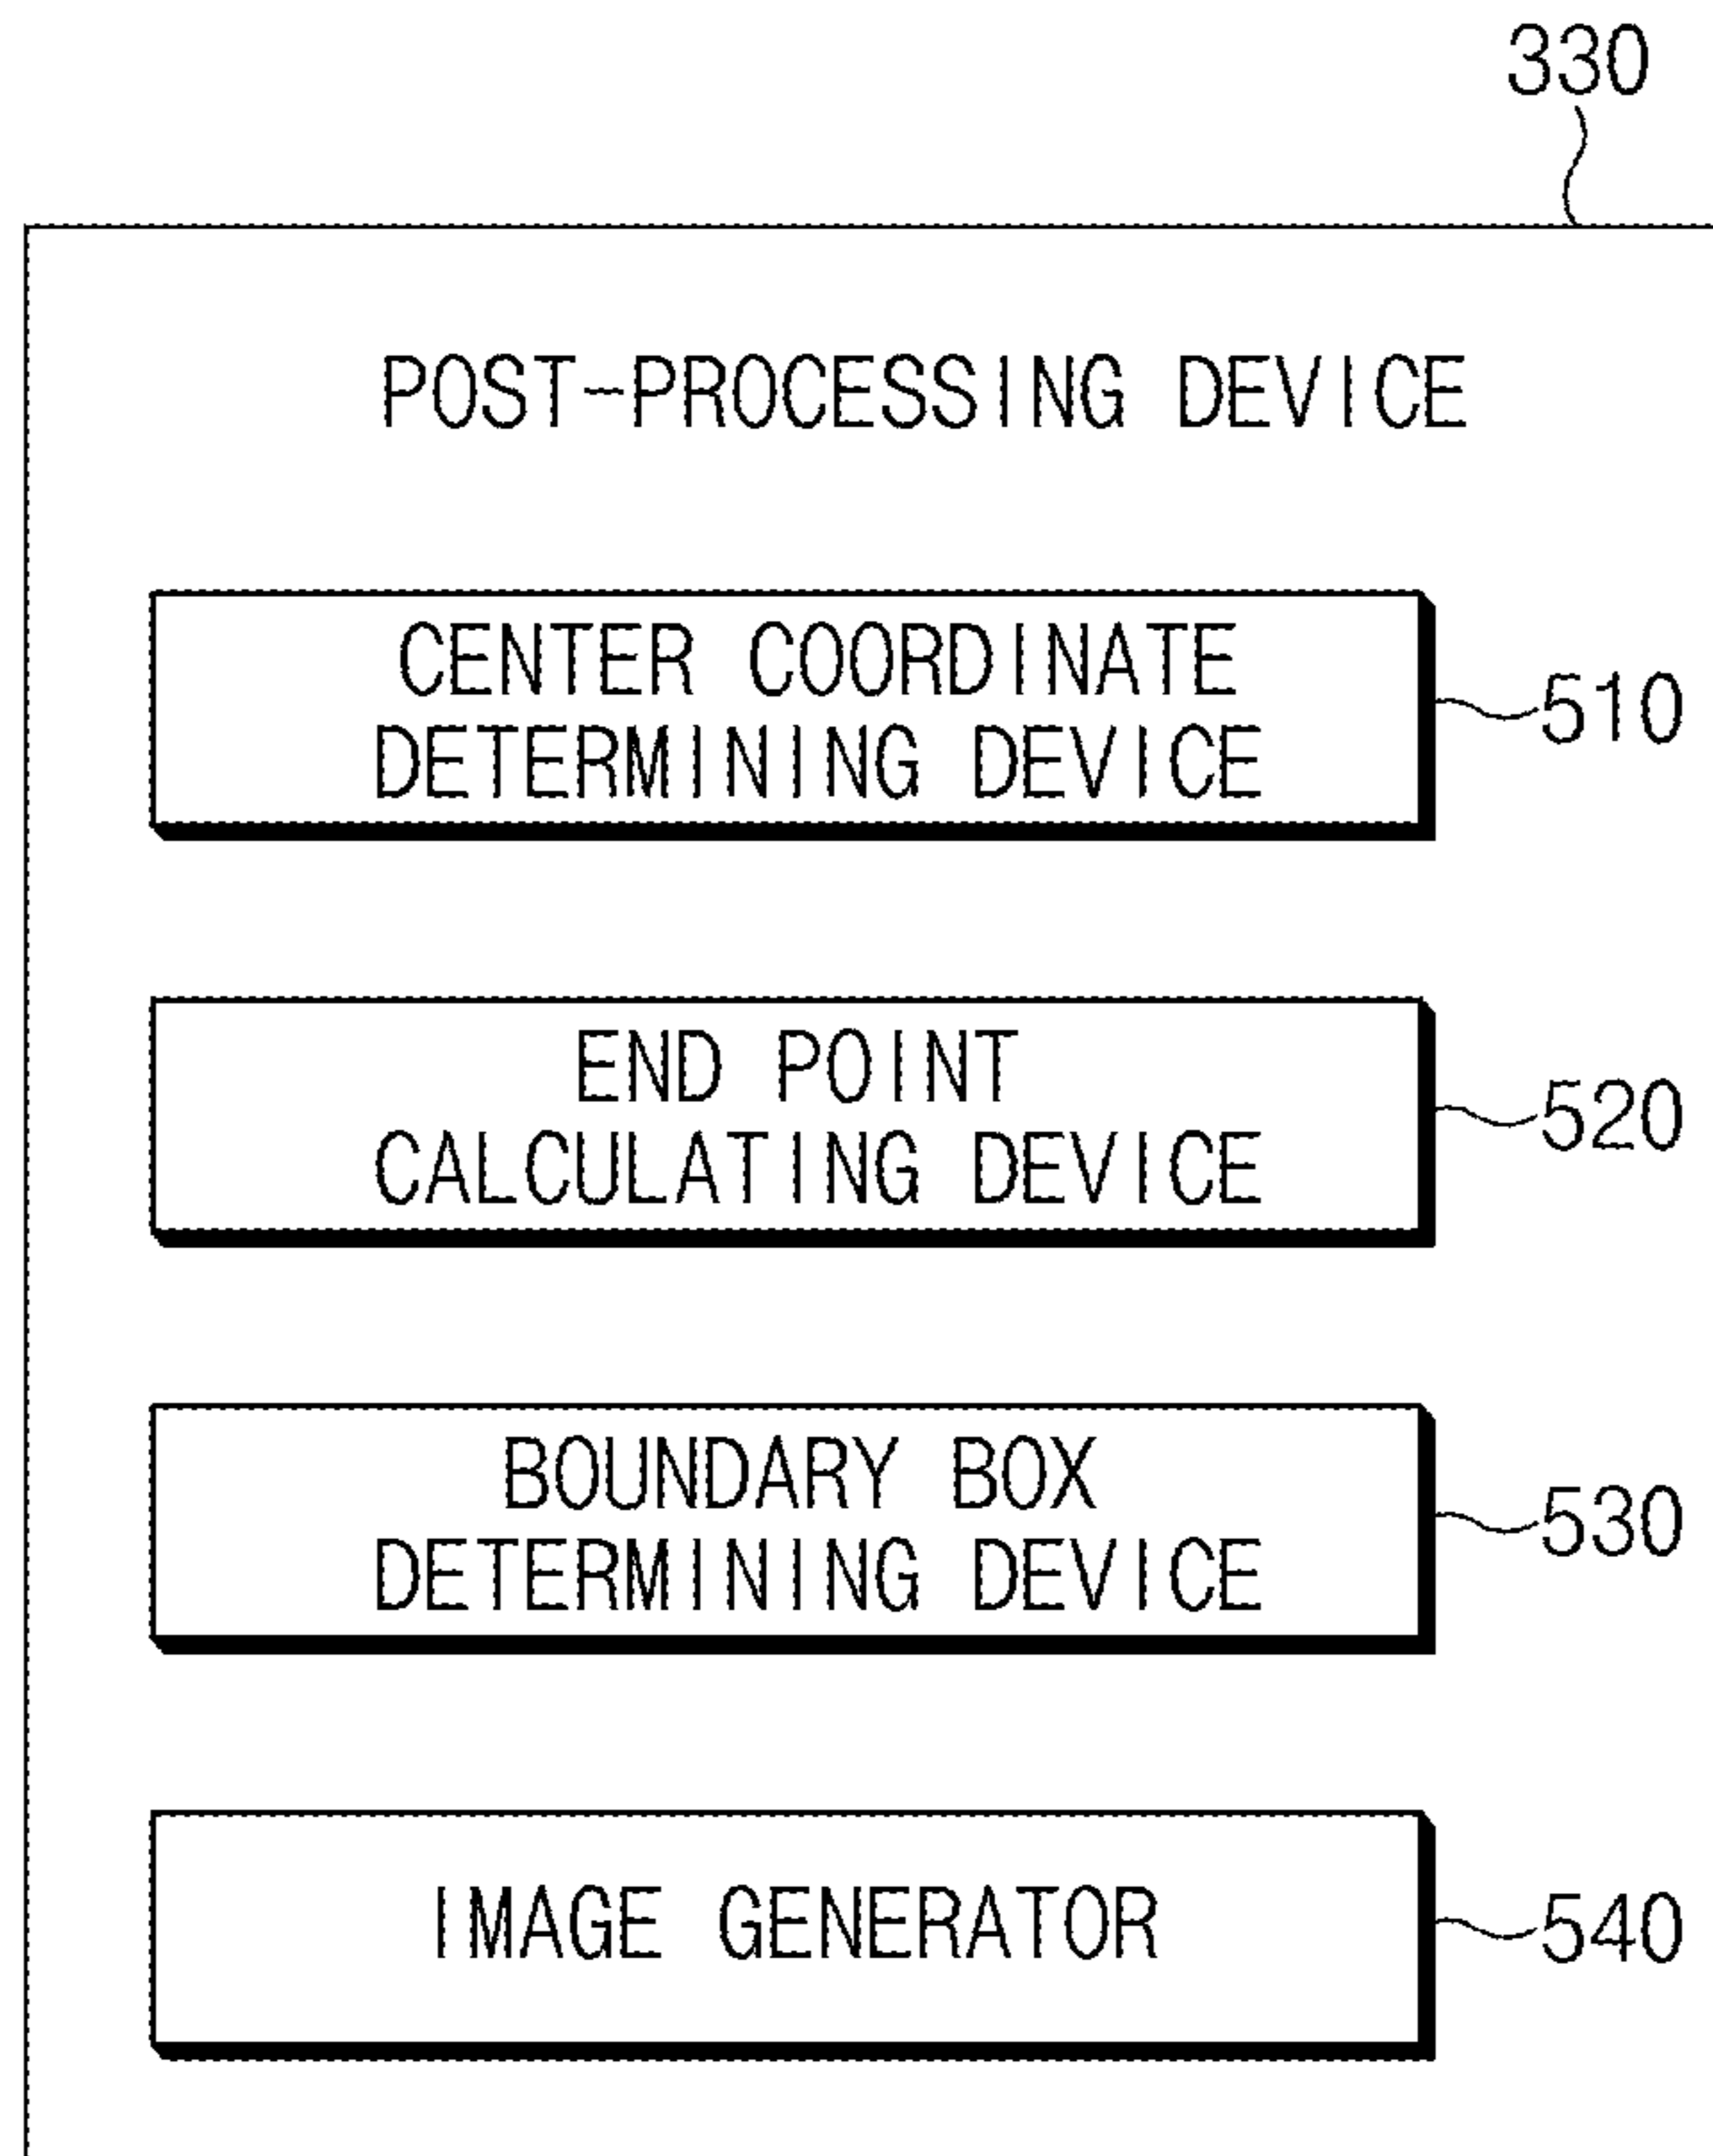 330
POST-PROCESSING DEVICE
CENTER COORDINATE
DETERMINING DEVICE
510
END POINT
CALCULATING DEVICE
520
BOUNDARY BOX
DETERMINING DEVICE
530
IMAGE GENERATOR
540